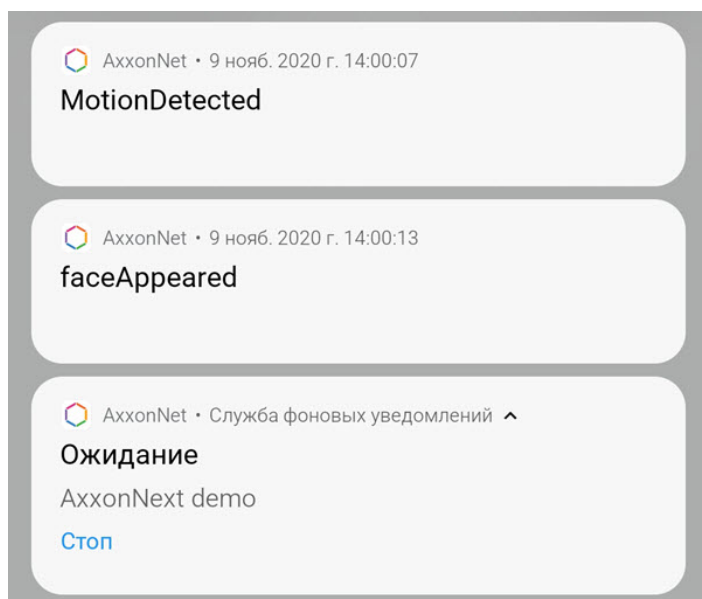 AxxonNet • 9 нояб. 2020 г. 14:00:07
MotionDetected
AxxonNet • 9 нояб. 2020 г. 14:00:13
faceAppeared
AxxonNet • Служба фоновых уведомлений
Ожидание
AxxonNext demo
Стоп